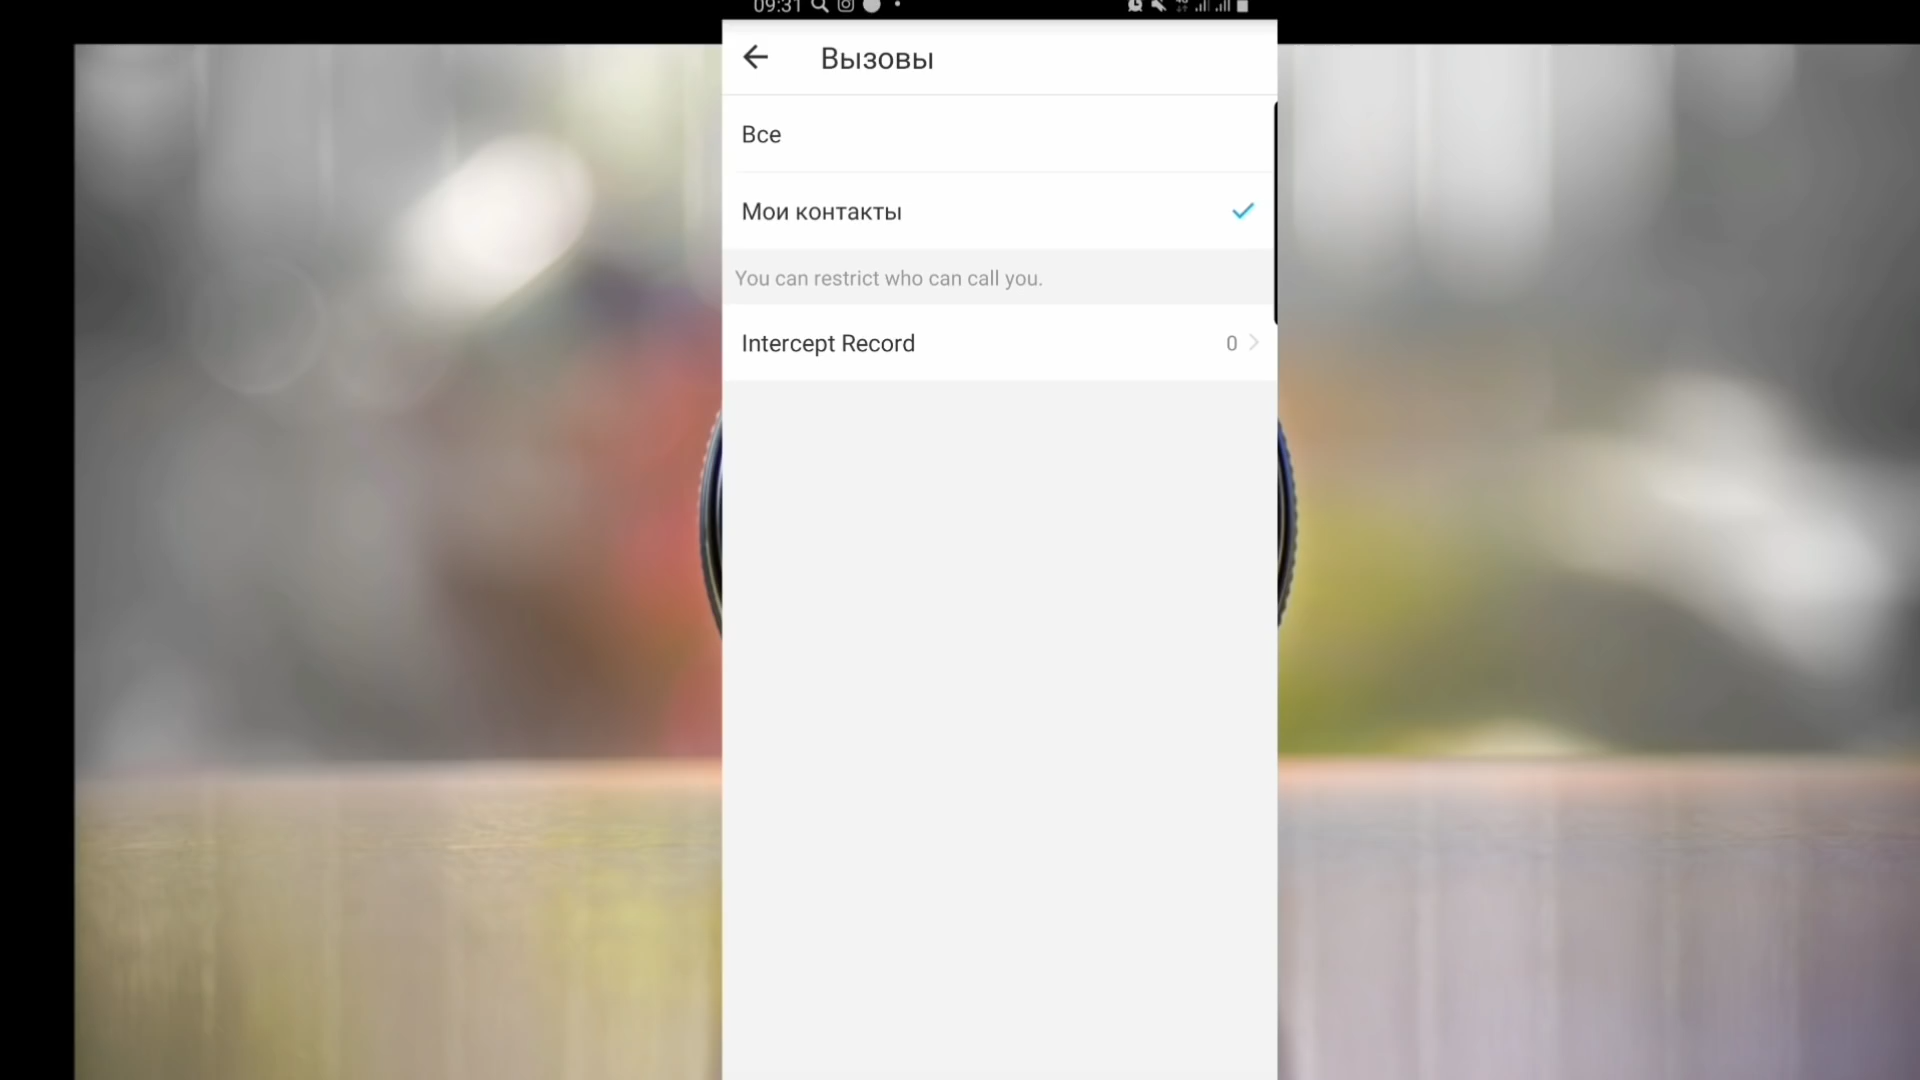 09:31
Вызовы
Все
Мои контакты
You can restrict who can call you.
Intercept Record
0